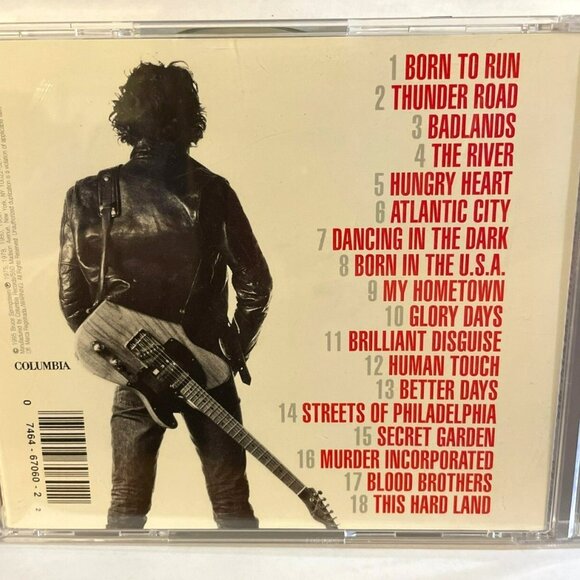 1 BORN TO RUN
2 THUNDER ROAD
3 BADLANDS
4 THE RIVER
5 HUNGRY HEART
6 ATLANTIC CITY
7 DANCING IN THE DARK
8 BORN IN THE U.S.A.
9 MY HOMETOWN
10 GLORY DAYS
11 BRILLIANT DISGUISE
12 HUMAN TOUCH
13 BETTER DAYS
14 STREETS OF PHILADELPHIA
15 SECRET GARDEN
16 MURDER INCORPORATED
17 BLOOD BROTHERS
18 THIS HARD LAND
COLUMBIA
0 7464-67060-2 2